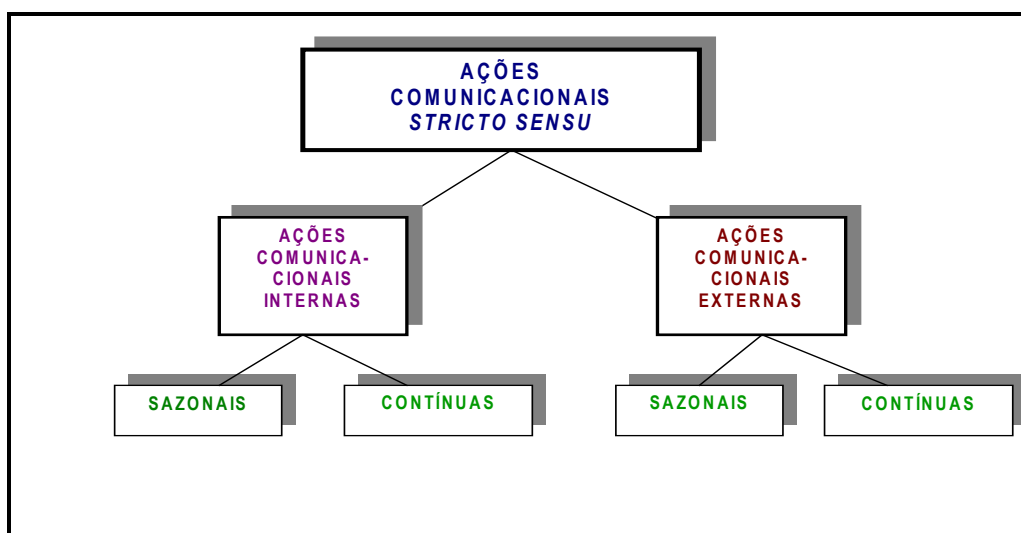 AÇÕES
COMUNICACIONAIS
STRICTO SENSU
AÇÕES
COMUNICA-
CIONAIS
INTERNAS
AÇÕES
COMUNICA-
CIONAIS
EXTERNAS
SAZONAIS
CONTÍNUAS
SAZONAIS
CONTÍNUAS